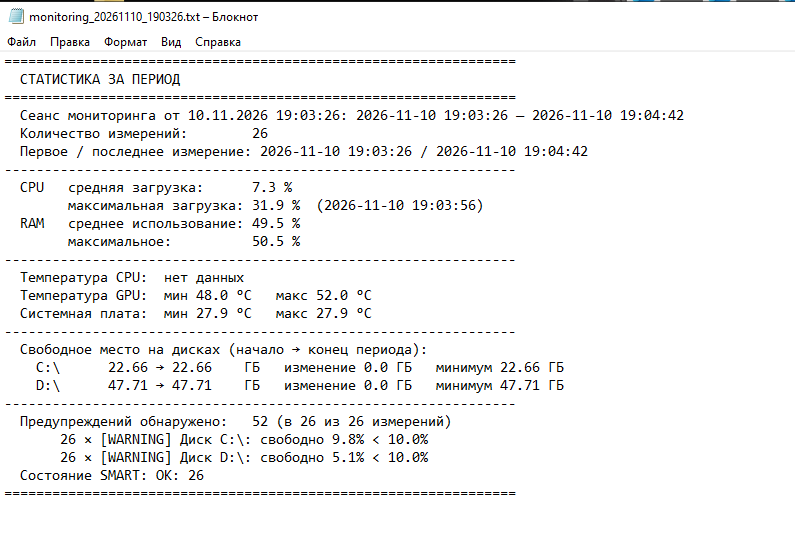 monitoring_20261110_190326.txt – Блокнот
Файл Правка Формат Вид Справка
================================================================
СТАТИСТИКА ЗА ПЕРИОД
================================================================
Сеанс мониторинга от 10.11.2026 19:03:26: 2026-11-10 19:03:26 — 2026-11-10 19:04:42
Количество измерений: 26
Первое / последнее измерение: 2026-11-10 19:03:26 / 2026-11-10 19:04:42
----------------------------------------------------------------
CPU средняя загрузка: 7.3 %
максимальная загрузка: 31.9 % (2026-11-10 19:03:56)
RAM среднее использование: 49.5 %
максимальное: 50.5 %
----------------------------------------------------------------
Температура CPU: нет данных
Температура GPU: мин 48.0 °C макс 52.0 °C
Системная плата: мин 27.9 °C макс 27.9 °C
----------------------------------------------------------------
Свободное место на дисках (начало → конец периода):
C:\ 22.66 → 22.66 ГБ изменение 0.0 ГБ минимум 22.66 ГБ
D:\ 47.71 → 47.71 ГБ изменение 0.0 ГБ минимум 47.71 ГБ
----------------------------------------------------------------
Предупреждений обнаружено: 52 (в 26 из 26 измерений)
26 × [WARNING] Диск C:\: свободно 9.8% < 10.0%
26 × [WARNING] Диск D:\: свободно 5.1% < 10.0%
Состояние SMART: OK: 26
================================================================